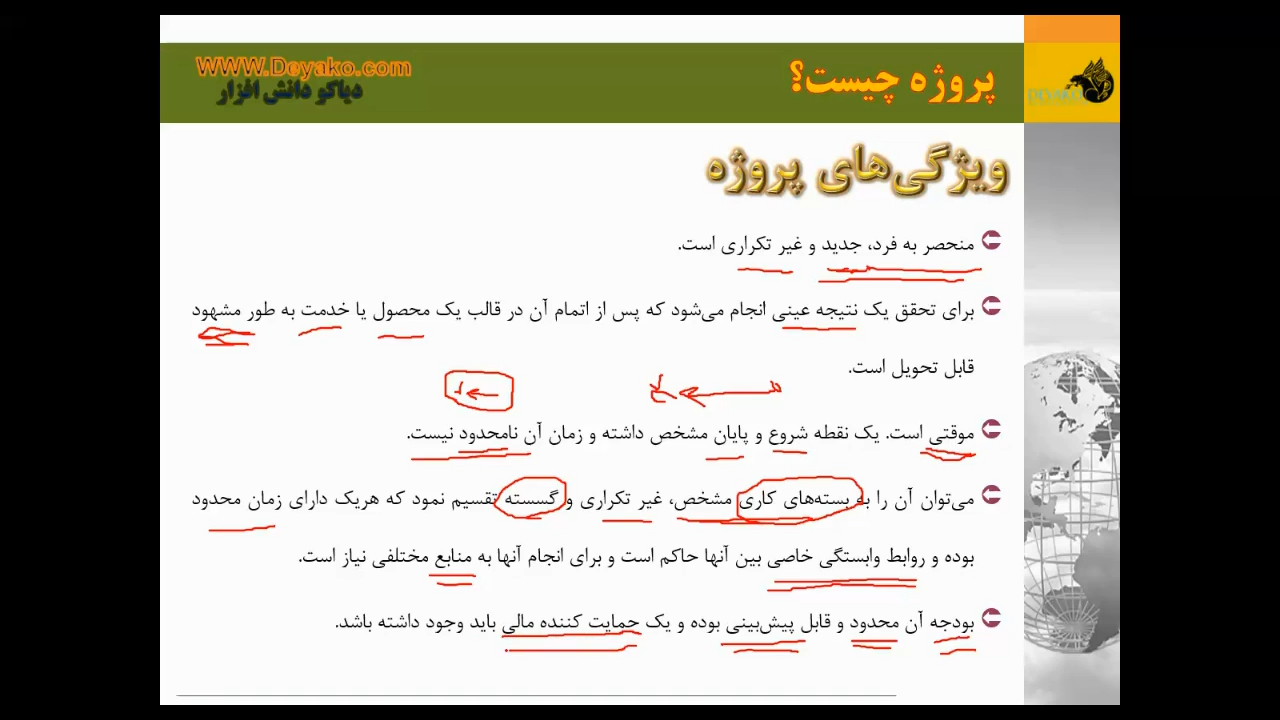 WWW.Deyako.com
دیاکو دانش افزار
پروژه چیست؟
DEYAKO
ویژگی‌های پروژه
منحصر به فرد، جدید و غیر تکراری است.
برای تحقق یک نتیجه عینی انجام می‌شود که پس از اتمام آن در قالب یک محصول یا خدمت به طور مشهود
قابل تحویل است.
موقتی است. یک نقطه شروع و پایان مشخص داشته و زمان آن نامحدود نیست.
می‌توان آن را به بسته‌های کاری مشخص، غیر تکراری و گسسته تقسیم نمود که هریک دارای زمان محدود
بوده و روابط وابستگی خاصی بین آنها حاکم است و برای انجام آنها به منابع مختلفی نیاز است.
بودجه آن محدود و قابل پیش‌بینی بوده و یک حمایت کننده مالی باید وجود داشته باشد.